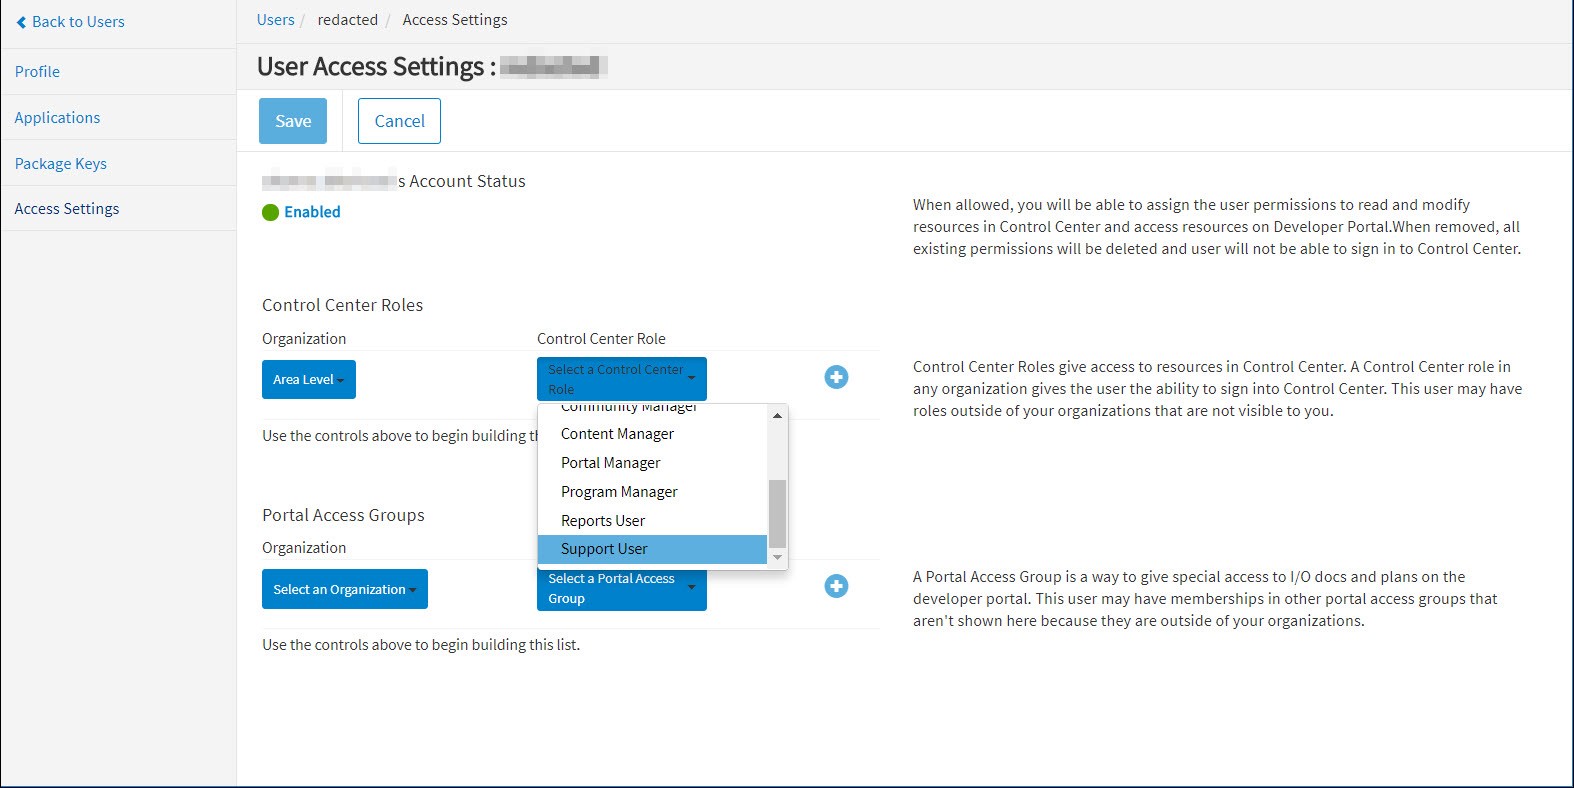 Back to Users
Profile
Applications
Package Keys
Access Settings
Users / redacted / Access Settings
User Access Settings :
Save
Cancel
s Account Status
Enabled
When allowed, you will be able to assign the user permissions to read and modify
resources in Control Center and access resources on Developer Portal.When removed, all
existing permissions will be deleted and user will not be able to sign in to Control Center.
Control Center Roles
Organization
Control Center Role
Area Level
Select a Control Center
Role
Community Manager
Content Manager
Portal Manager
Program Manager
Reports User
Support User
Use the controls above to begin building th
Control Center Roles give access to resources in Control Center. A Control Center role in
any organization gives the user the ability to sign into Control Center. This user may have
roles outside of your organizations that are not visible to you.
Portal Access Groups
Organization
Select an Organization
Select a Portal Access
Group
Use the controls above to begin building this list.
A Portal Access Group is a way to give special access to I/O docs and plans on the
developer portal. This user may have memberships in other portal access groups that
aren't shown here because they are outside of your organizations.